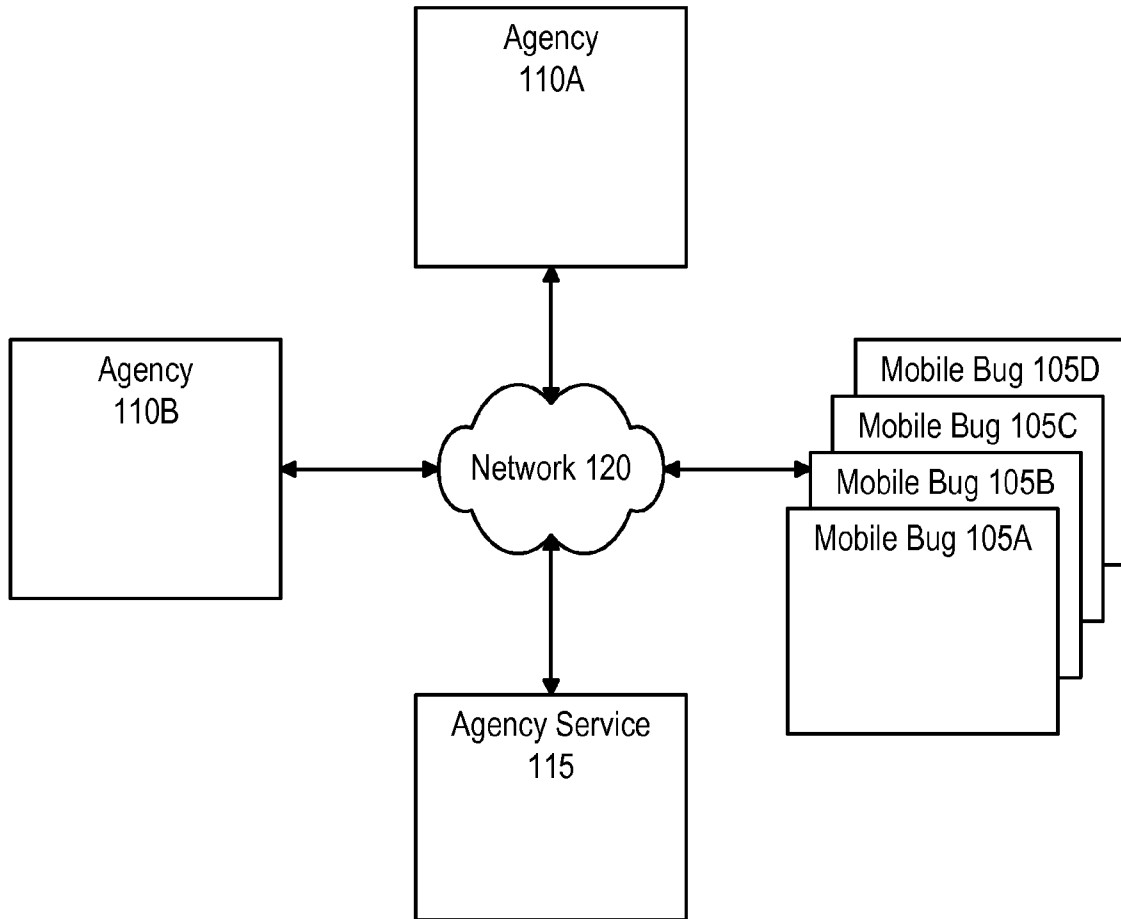 Agency
110A
Agency
110B
Network 120
Mobile Bug 105D
Mobile Bug 105C
Mobile Bug 105B
Mobile Bug 105A
Agency Service
115